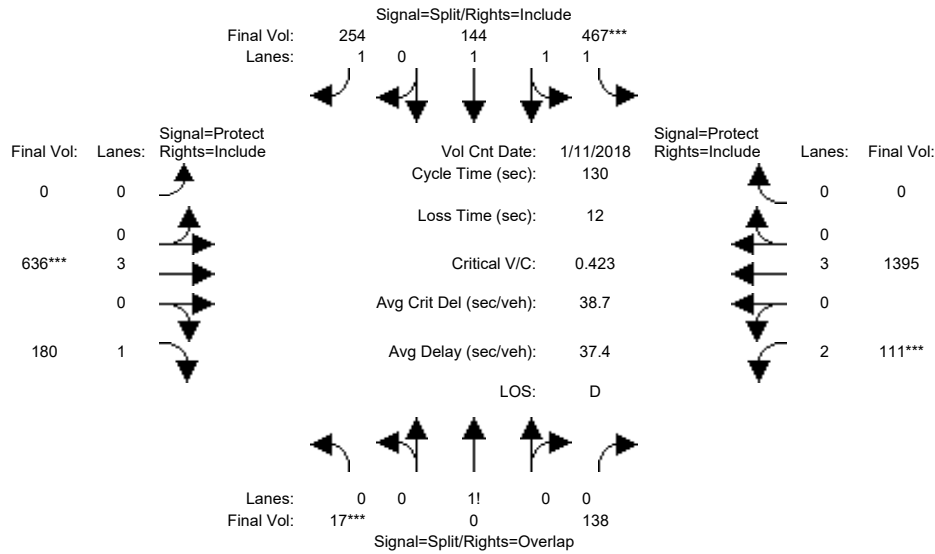 Signal=Split/Rights=Include
Final Vol: 254 144 467***
Lanes: 1 0 1 1 1
Signal=Protect
Final Vol: Lanes: Rights=Include
Vol Cnt Date: 1/11/2018
Signal=Protect
Rights=Include Lanes: Final Vol:
Cycle Time (sec): 130
0 0
0 0
Loss Time (sec): 12
0
0
636*** 3
Critical V/C: 0.423
3 1395
0
Avg Crit Del (sec/veh): 38.7
0
180 1
Avg Delay (sec/veh): 37.4
2 111***
LOS: D
Lanes: 0 0 1! 0 0
Final Vol: 17*** 0 138
Signal=Split/Rights=Overlap